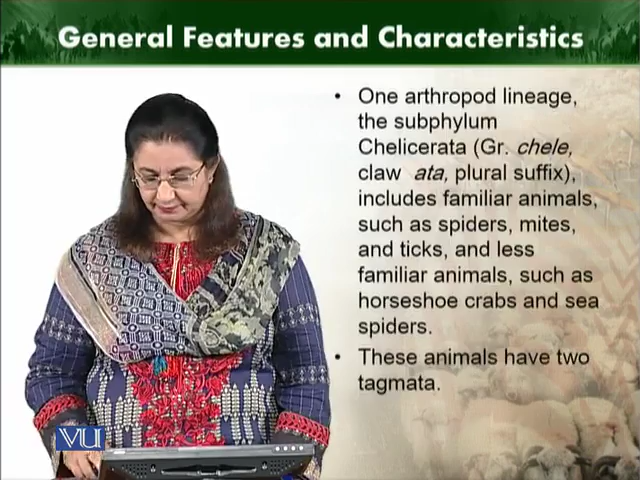 General Features and Characteristics
• One arthropod lineage,
the subphylum
Chelicerata (Gr. chele,
claw ata, plural suffix),
includes familiar animals,
such as spiders, mites,
and ticks, and less
familiar animals, such as
horseshoe crabs and sea
spiders.
• These animals have two
tagmata.
VU